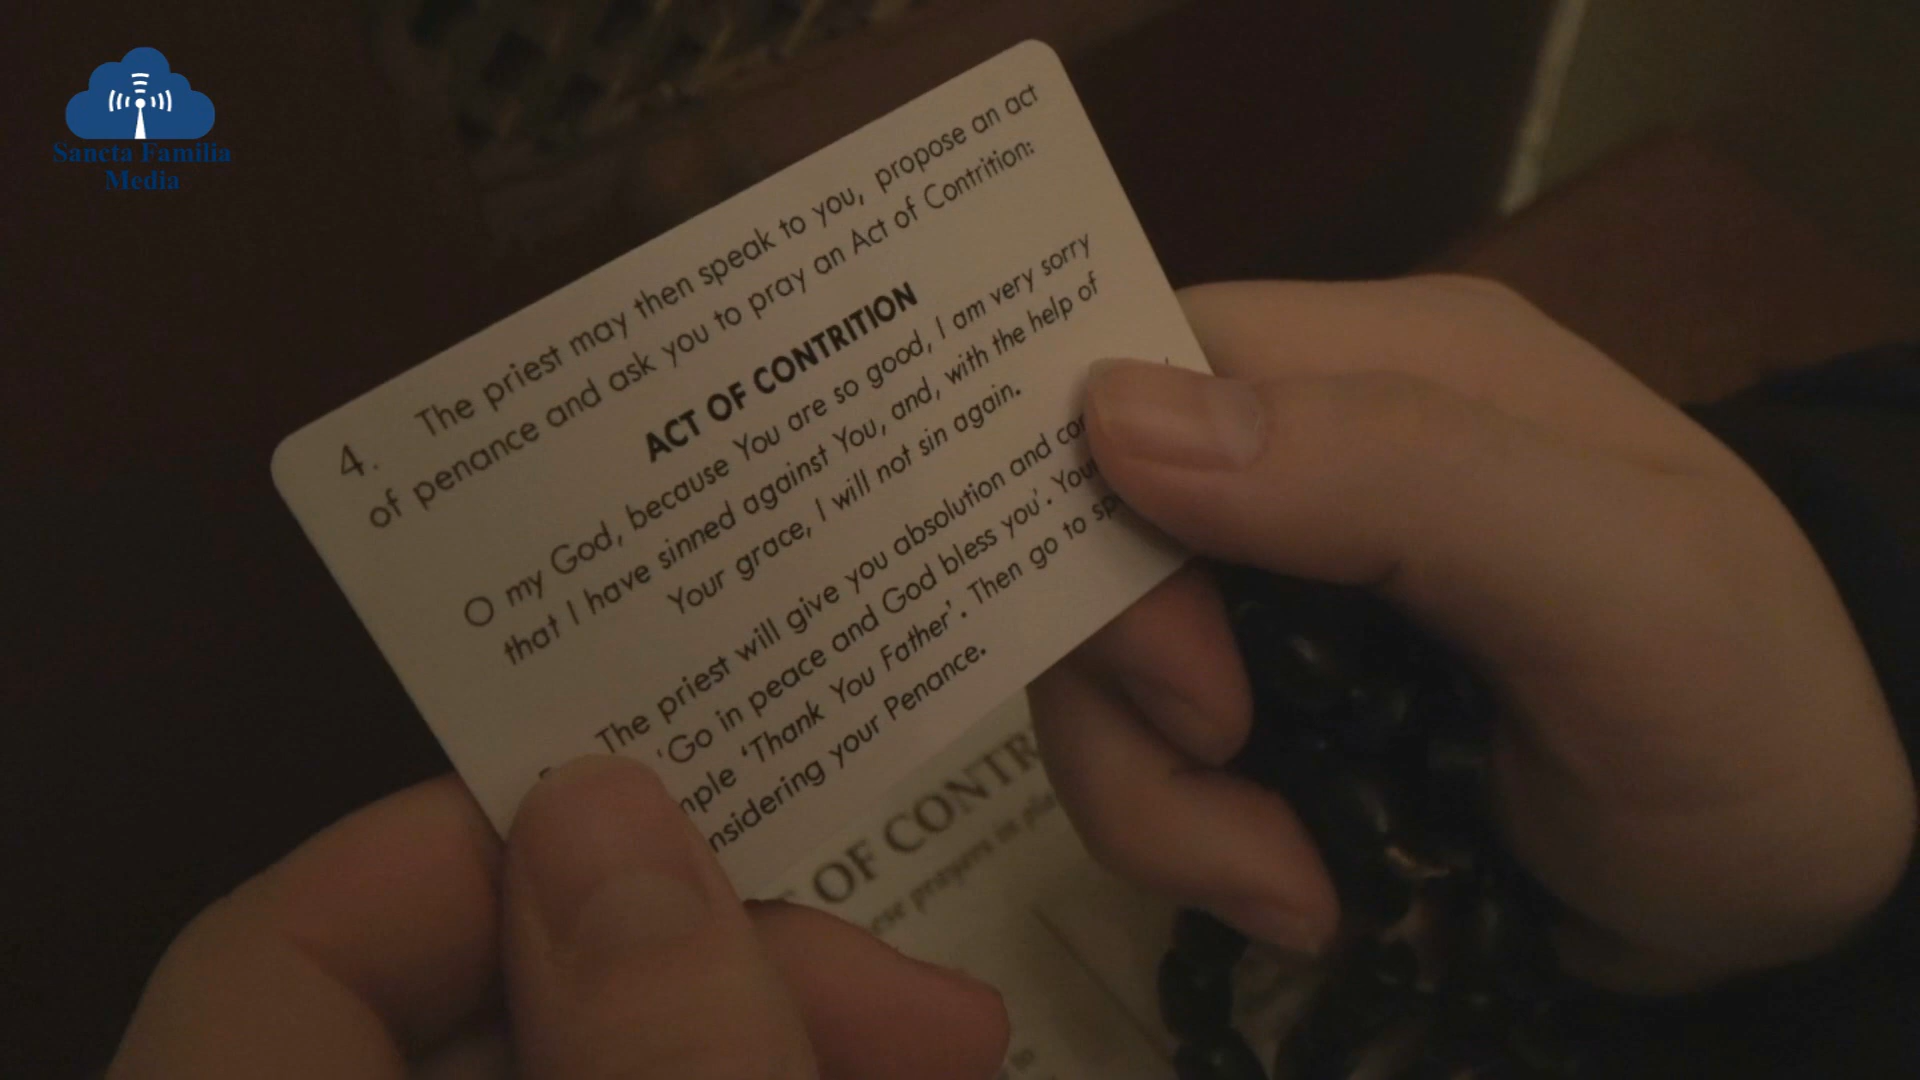 Sancta Familia
Media
4. The priest may then speak to you, propose an act
of penance and ask you to pray an Act of Contrition:
ACT OF CONTRITION
O my God, because You are so good, I am very sorry
that I have sinned against You, and, with the help of
Your grace, I will not sin again.
The priest will give you absolution and
'Go in peace and God bless you'.
'Thank You Father'. Then go to
your Penance.
OF
prayers in
to